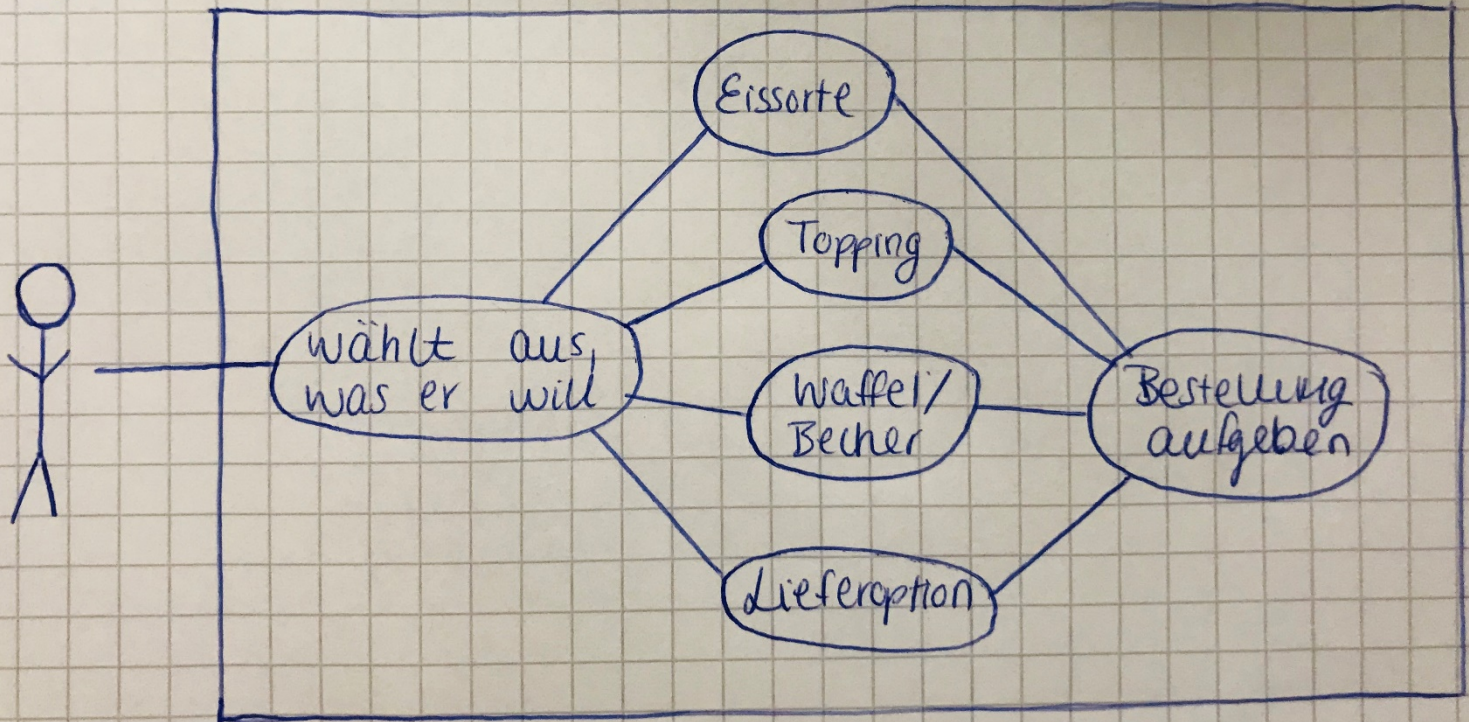 Eissorte
Topping
wählt aus,
was er will
Waffel/
Becher
Bestellung
aufgeben
Lieferoption